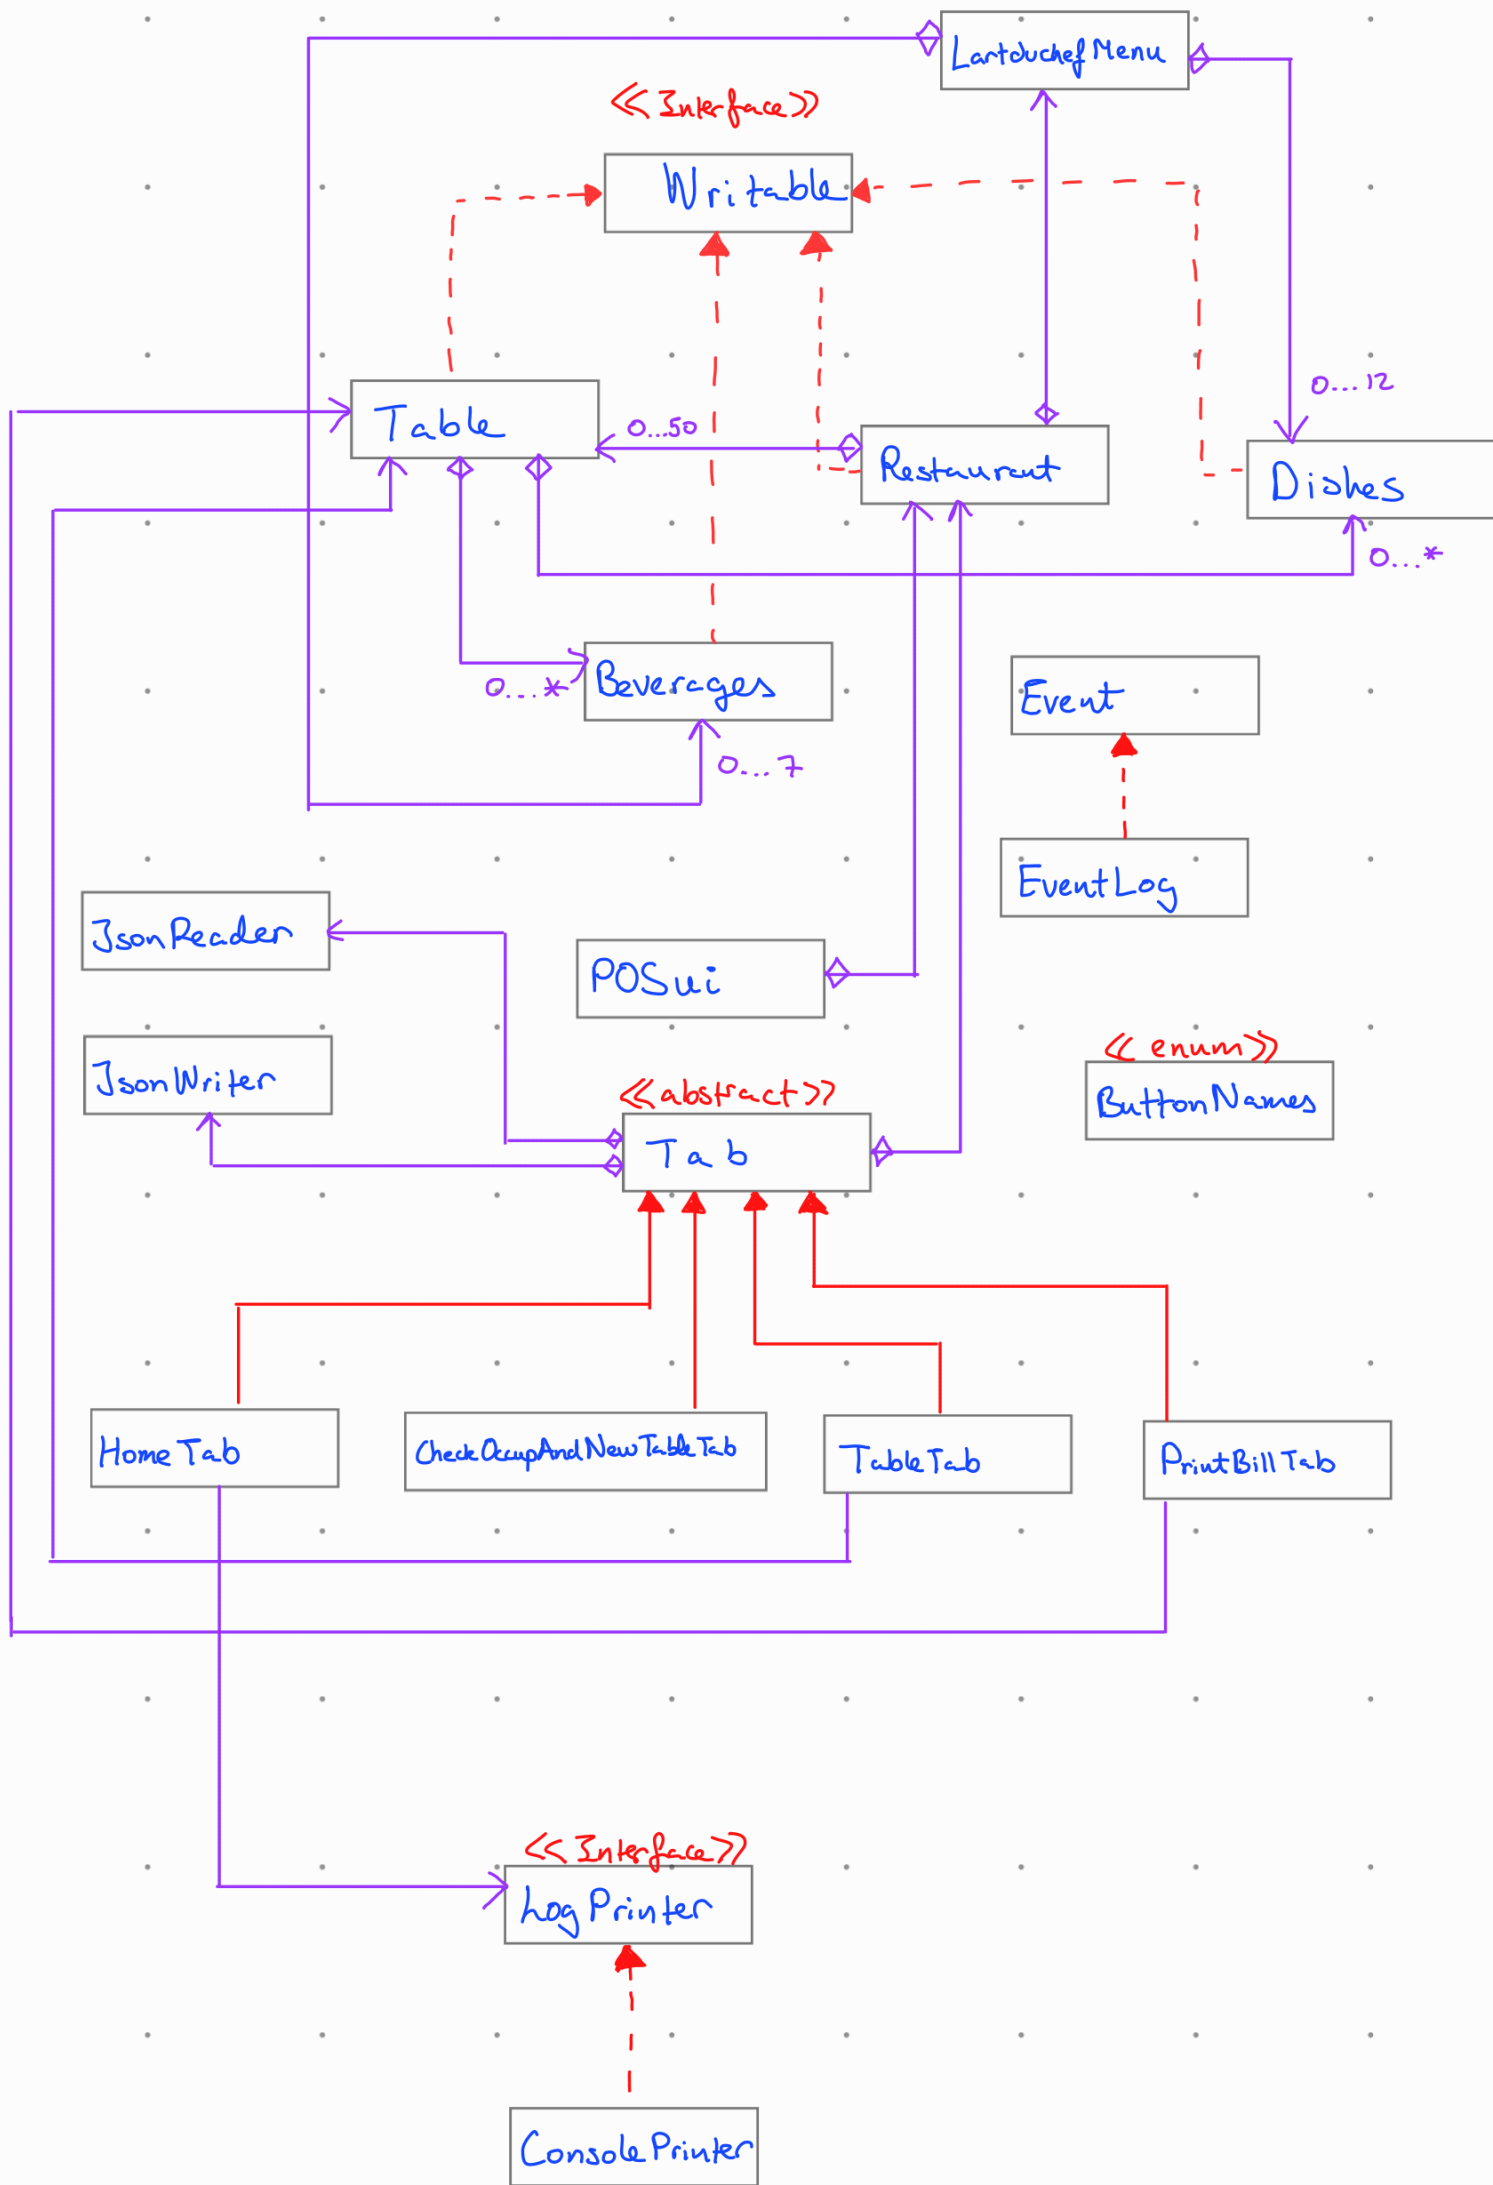 LartduchefMenu
<<Interface>>
Writable
0...12
Table
0...50
Restaurant
Dishes
0...*
Beverages
0...*
Event
0...7
EventLog
JsonReader
POSui
JsonWriter
<<enum>>
ButtonNames
<<abstract>>
Tab
HomeTab
CheckOccupAndNewTableTab
TableTab
PrintBillTab
<<Interface>>
LogPrinter
ConsolePrinter